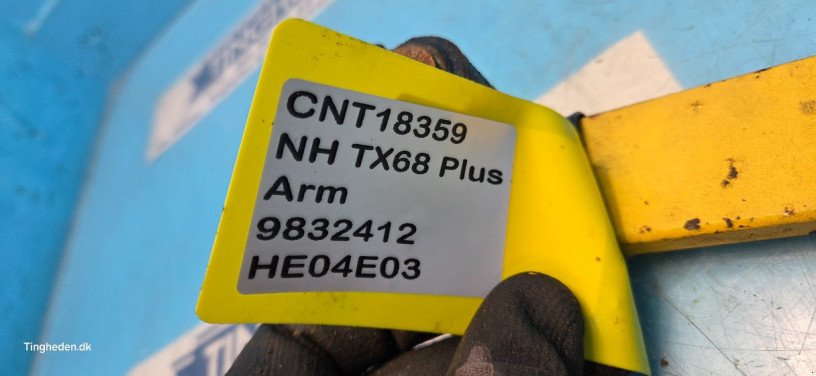 CNT18359
NH TX68 Plus
Arm
9832412
HE04E03
Tingheden.dk